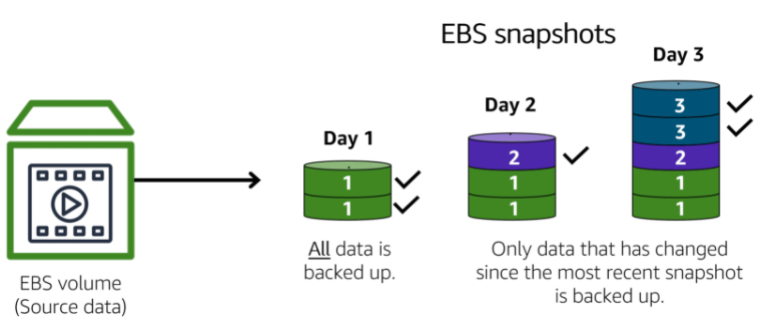 EBS snapshots
Day 1
Day 2
Day 3
1
1
2
1
1
3
3
2
1
1
EBS volume
(Source data)
All data is
backed up.
Only data that has changed
since the most recent snapshot
is backed up.